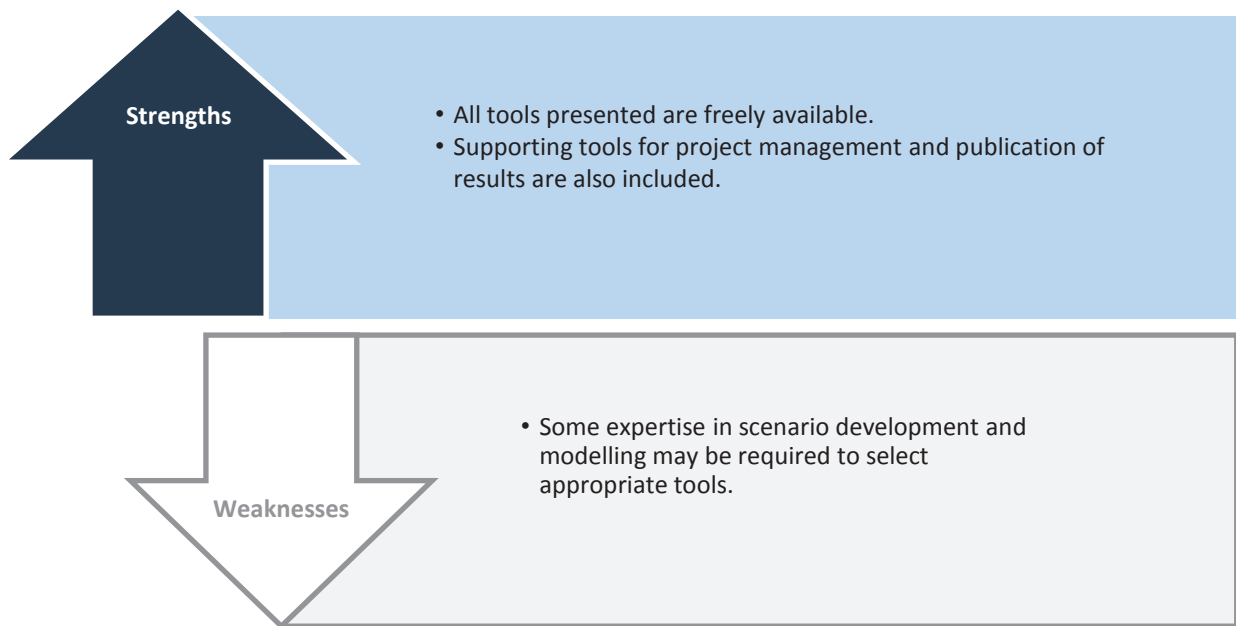 Strengths
• All tools presented are freely available.
• Supporting tools for project management and publication of
results are also included.
• Some expertise in scenario development and
modelling may be required to select
appropriate tools.
Weaknesses